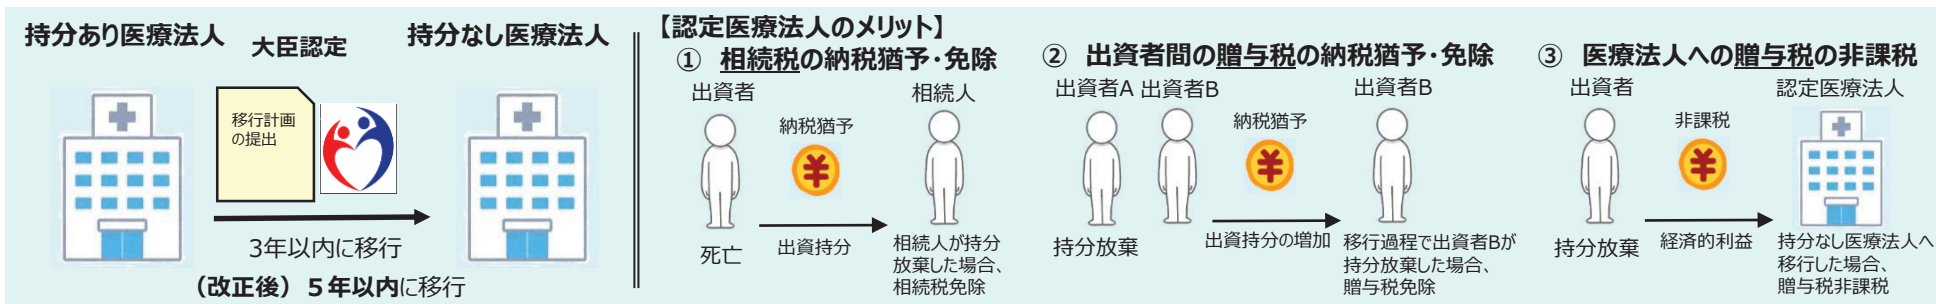 持分あり医療法人
大臣認定
持分なし医療法人
移行計画
の提出
3年以内に移行
（改正後）５年以内に移行
【認定医療法人のメリット】
① 相続税の納税猶予・免除
出資者
相続人
納税猶予
死亡
出資持分
相続人が持分
放棄した場合、
相続税免除
② 出資者間の贈与税の納税猶予・免除
出資者A 出資者B
出資者B
納税猶予
持分放棄
出資持分の増加
移行過程で出資者Bが
持分放棄した場合、
贈与税免除
③ 医療法人への贈与税の非課税
出資者
認定医療法人
非課税
持分放棄
経済的利益
持分なし医療法人へ
移行した場合、
贈与税非課税